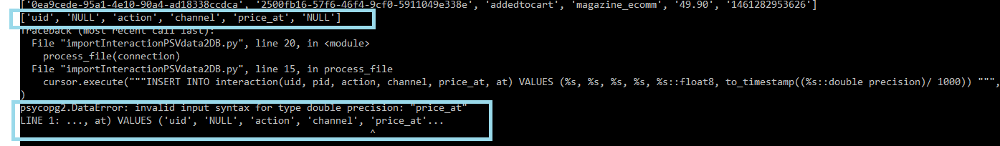 ['0ea9cede-95a1-4e10-90a4-ad18338ccdca', '2500fb16-57f6-46f4-9cf0-5911049e338e', 'addedtocart', 'magazine_ecomm', '49.90', '1461282953626']
['uid', 'NULL', 'action', 'channel', 'price_at', 'NULL']
Traceback (most recent call last):
  File "importInteractionPSVdata2DB.py", line 20, in <module>
    process_file(connection)
  File "importInteractionPSVdata2DB.py", line 15, in process_file
    cursor.execute("""INSERT INTO interaction(uid, pid, action, channel, price_at, at) VALUES (%s, %s, %s, %s, %s::float8, to_timestamp((%s::double precision)/ 1000)) """,
)
psycopg2.DataError: invalid input syntax for type double precision: "price_at"
LINE 1: ..., at) VALUES ('uid', 'NULL', 'action', 'channel', 'price_at'...
                                                             ^